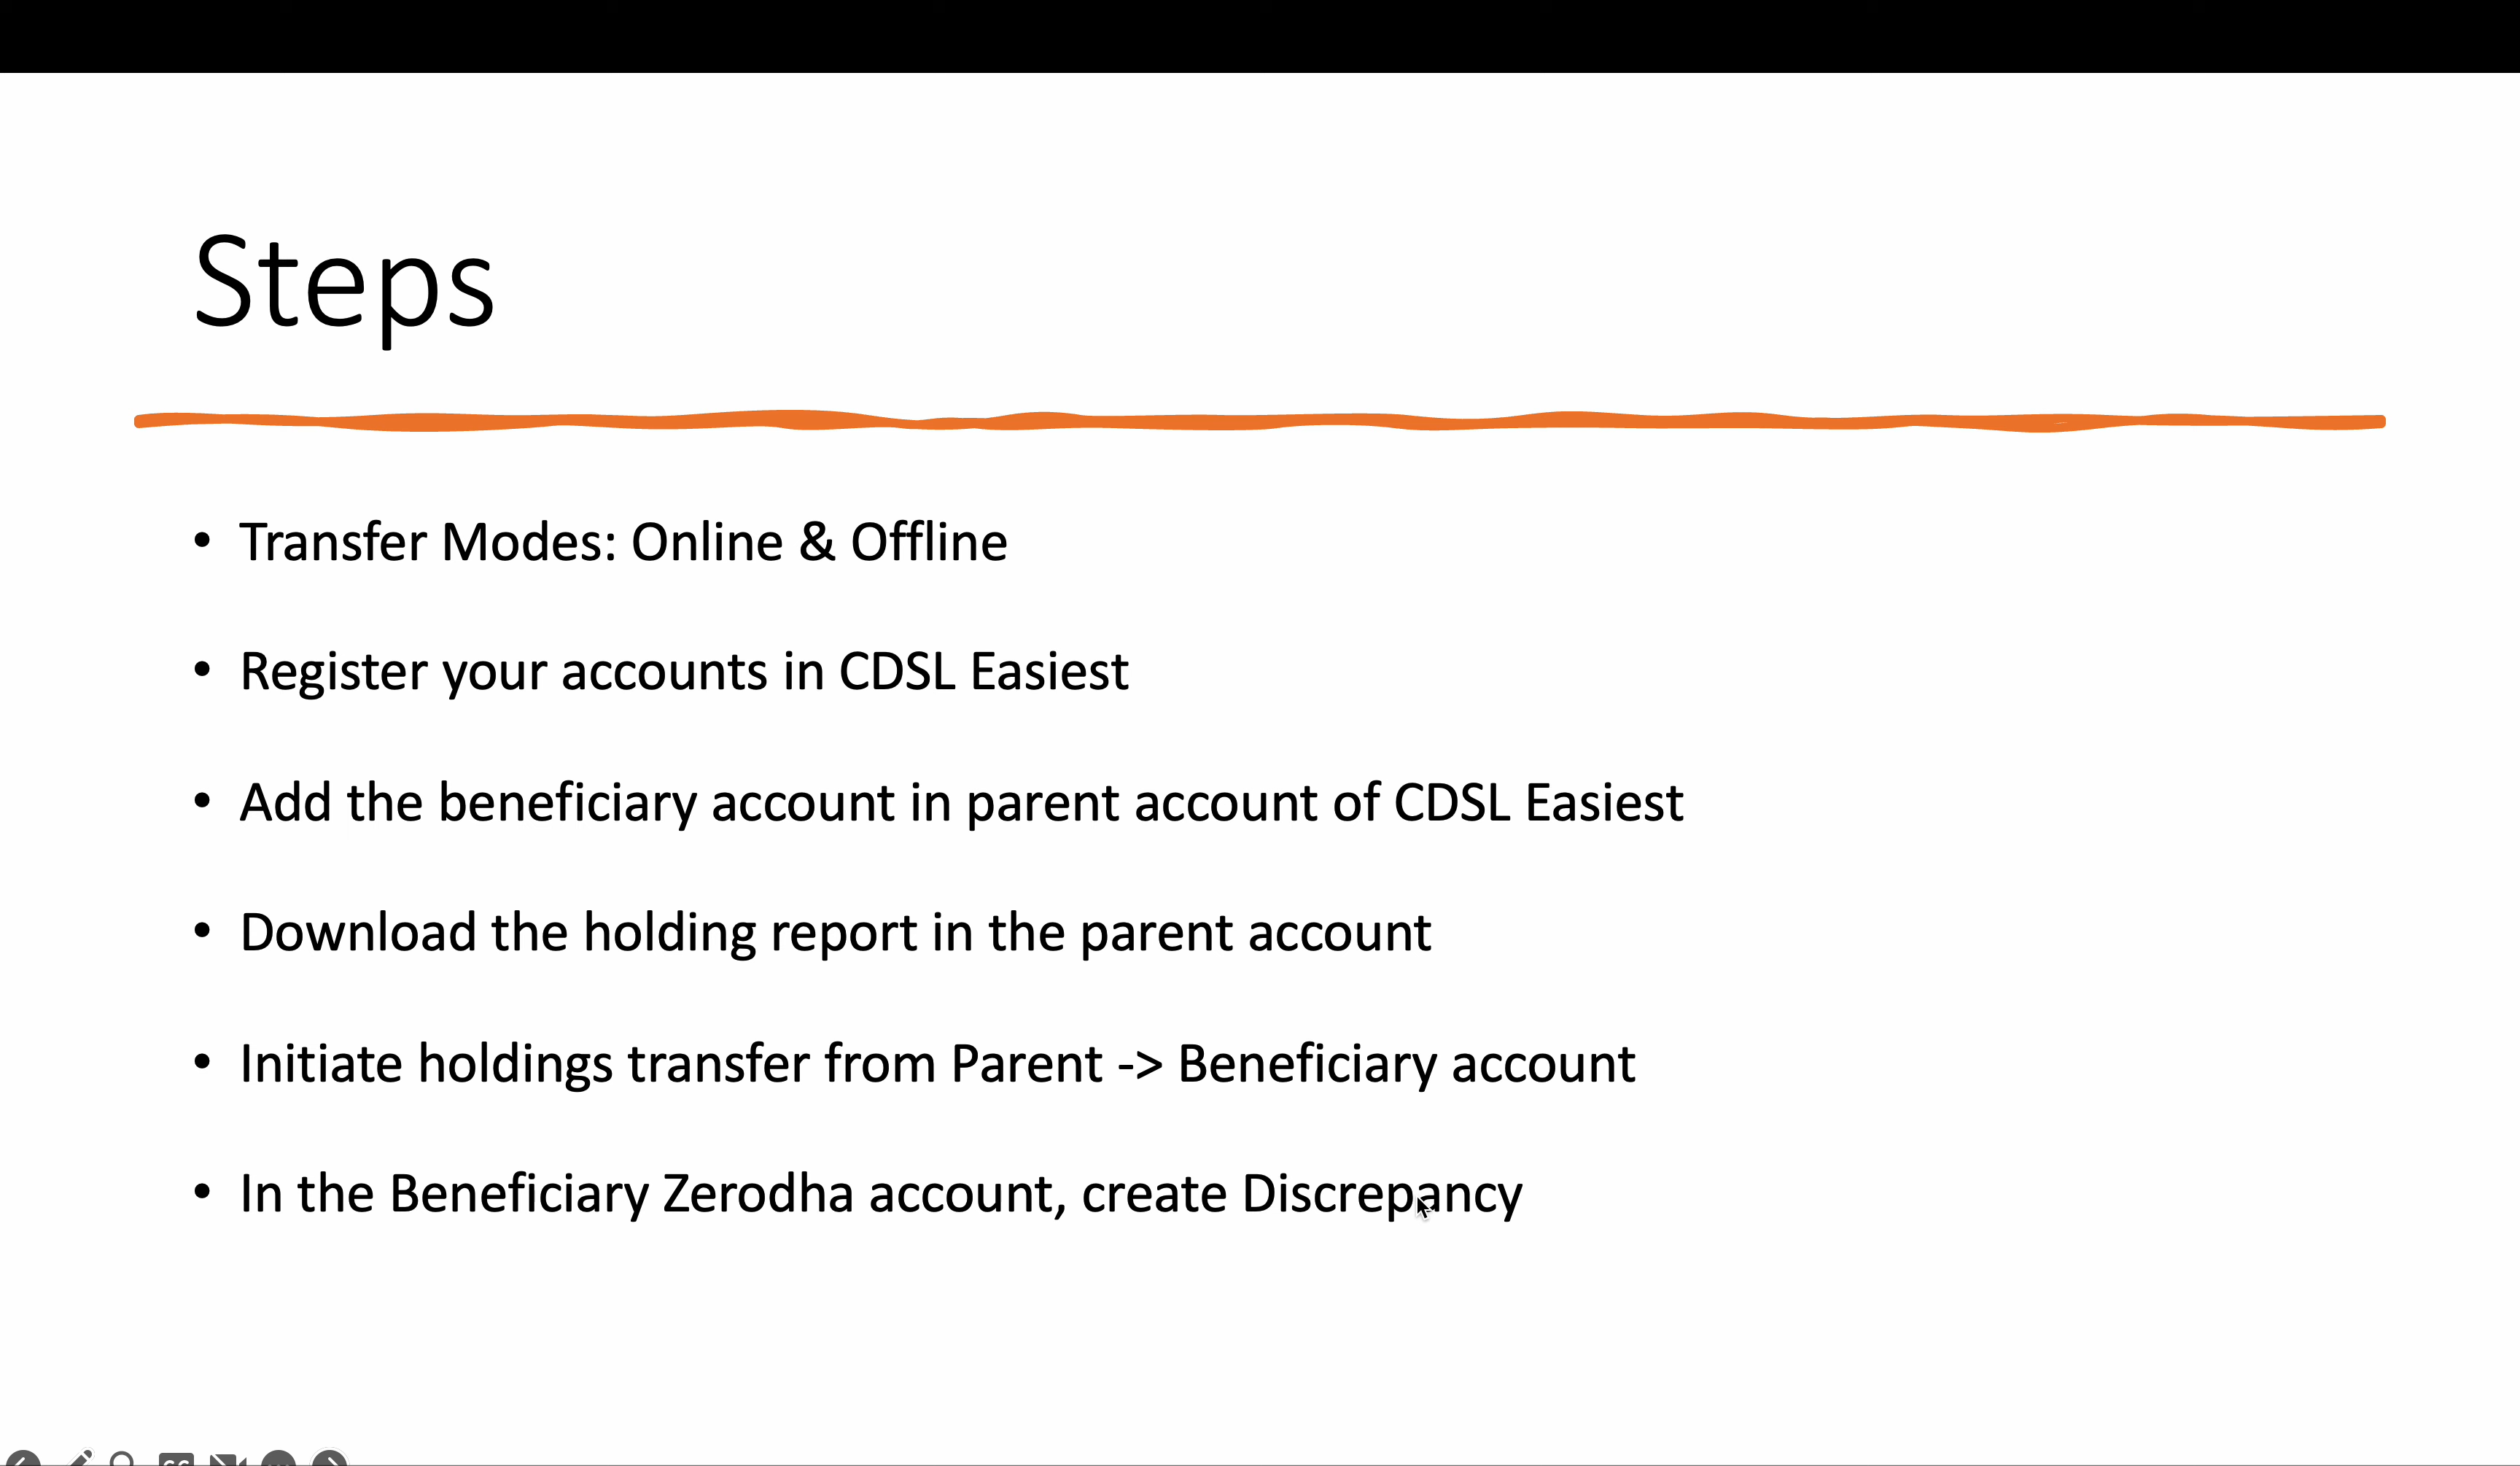 Steps
• Transfer Modes: Online & Offline
• Register your accounts in CDSL Easiest
• Add the beneficiary account in parent account of CDSL Easiest
• Download the holding report in the parent account
• Initiate holdings transfer from Parent -> Beneficiary account
• In the Beneficiary Zerodha account, create Discrepancy